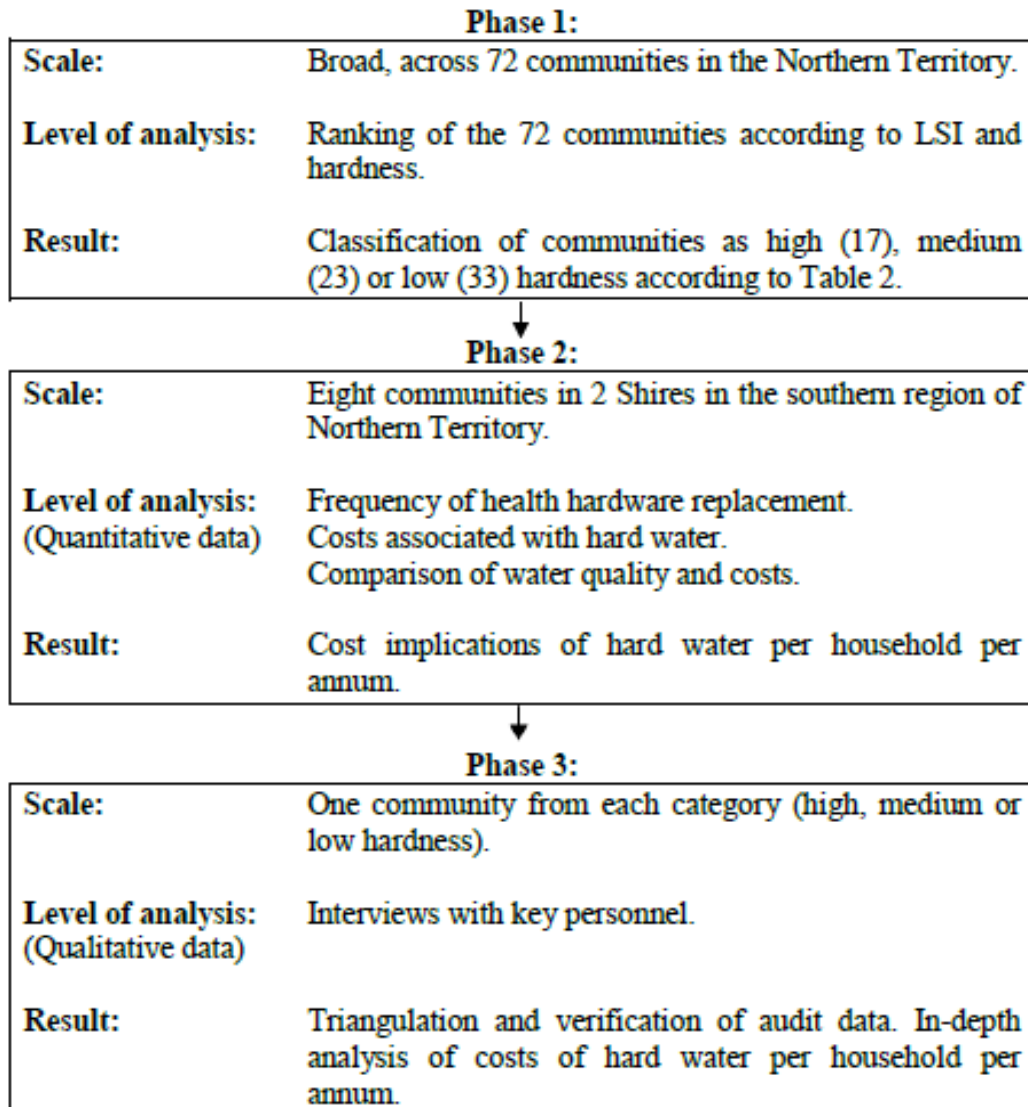 Phase 1:
Scale: Broad, across 72 communities in the Northern Territory.
Level of analysis: Ranking of the 72 communities according to LSI and
hardness.
Result: Classification of communities as high (17), medium
(23) or low (33) hardness according to Table 2.
Phase 2:
Scale: Eight communities in 2 Shires in the southern region of
Northern Territory.
Level of analysis: Frequency of health hardware replacement.
(Quantitative data) Costs associated with hard water.
Comparison of water quality and costs.
Result: Cost implications of hard water per household per
annum.
Phase 3:
Scale: One community from each category (high, medium or
low hardness).
Level of analysis: Interviews with key personnel.
(Qualitative data)
Result: Triangulation and verification of audit data. In-depth
analysis of costs of hard water per household per
annum.